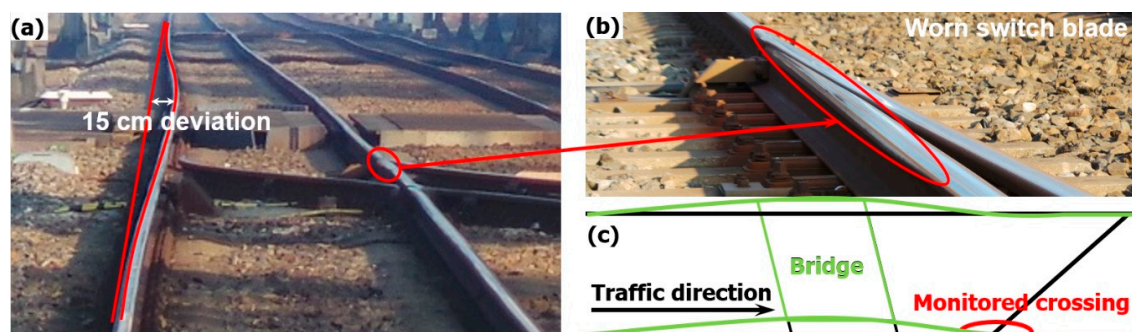 (a)
15 cm deviation
(b)
Worn switch blade
(c)
Bridge
Traffic direction
Monitored crossing